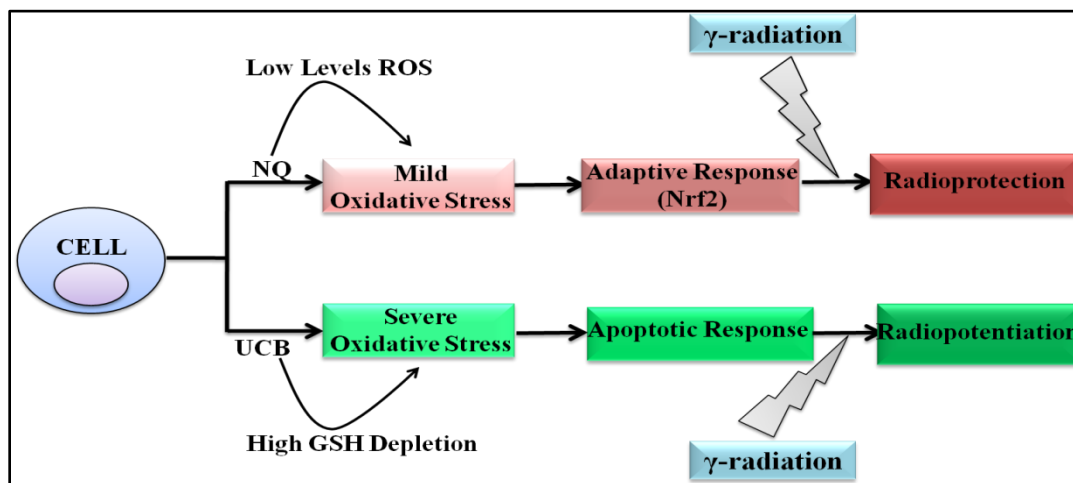 γ-radiation
Low Levels ROS
NQ
Mild
Oxidative Stress
Adaptive Response
(Nrf2)
Radioprotection
CELL
Severe
Oxidative Stress
Apoptotic Response
Radiopotentiation
UCB
High GSH Depletion
γ-radiation